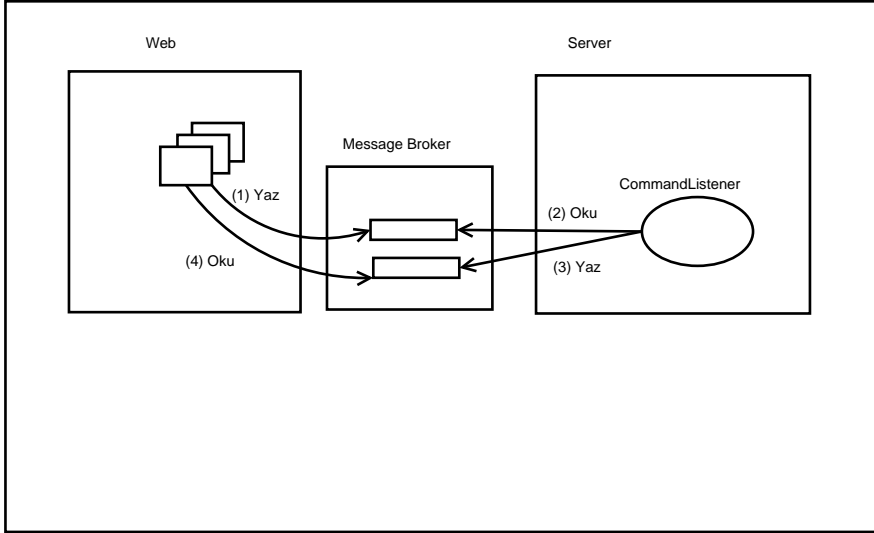 Web
Server
Message Broker
(1) Yaz
CommandListener
(2) Oku
(4) Oku
(3) Yaz